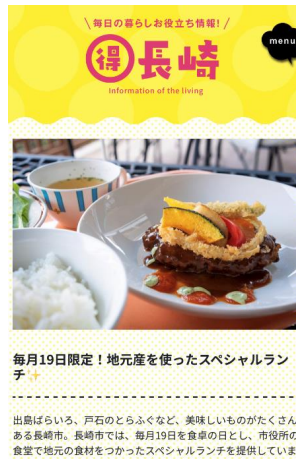 毎日の暮らしお役立ち情報!
得長崎
Information of the living
menu
毎月19日限定！地元産を使ったスペシャルラン
チ✨
出島ばらいろ、戸石のとらふぐなど、美味しいものがたくさん
ある長崎市。長崎市では、毎月19日を食卓の日とし、市役所の
食堂で地元の食材をつかったスペシャルランチを提供していま